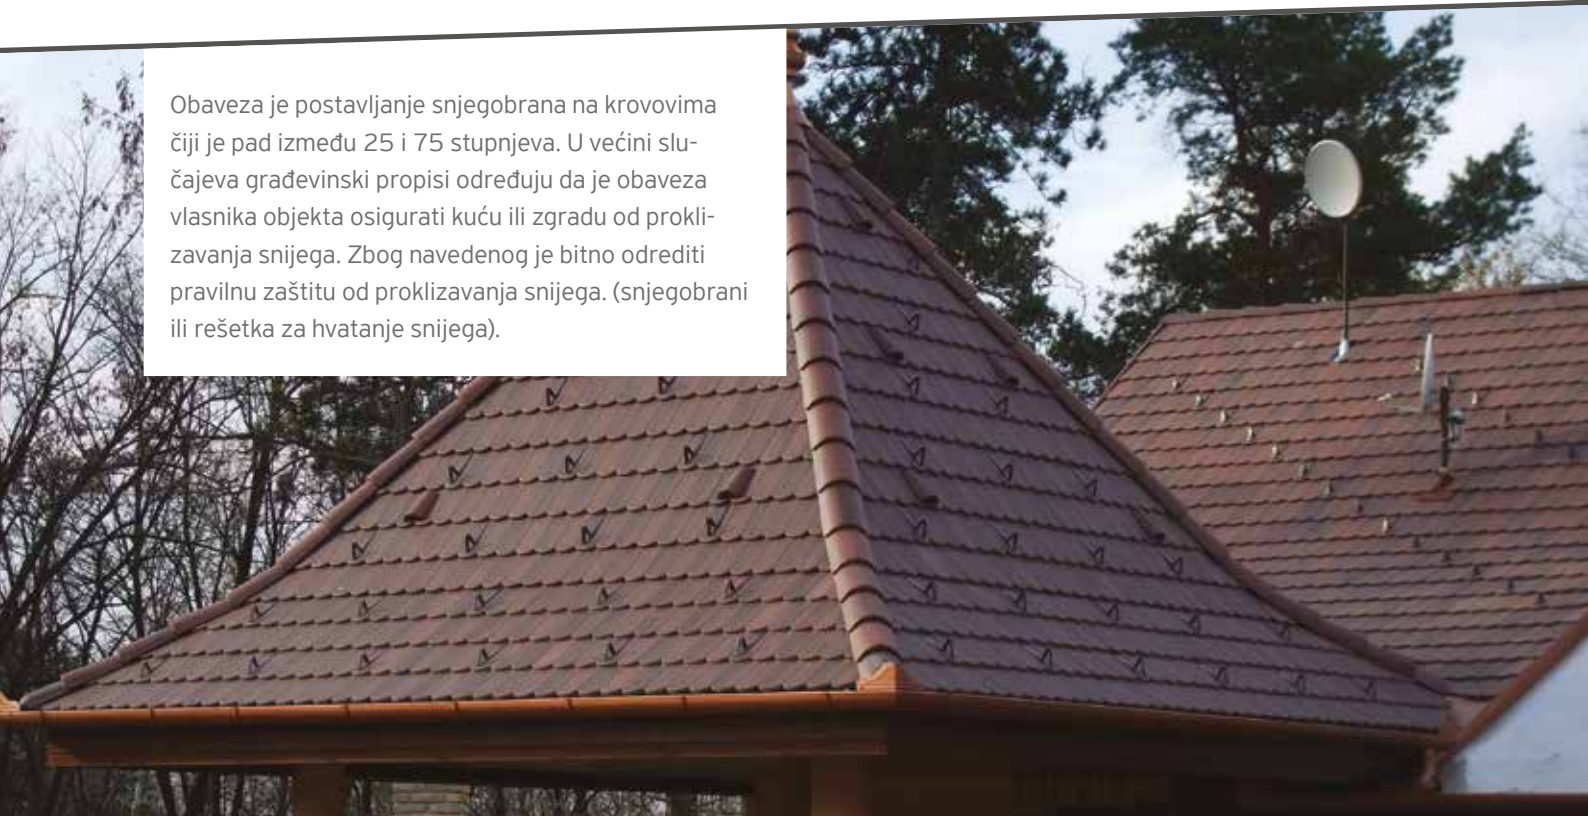 Obaveza je postavljanje snjegobrana na krovovima
čiji je pad između 25 i 75 stupnjeva. U većini slu-
čajeva građevinski propisi određuju da je obaveza
vlasnika objekta osigurati kuću ili zgradu od prokli-
zavanja snijega. Zbog navedenog je bitno odrediti
pravilnu zaštitu od proklizavanja snijega. (snjegobrani
ili rešetka za hvatanje snijega).